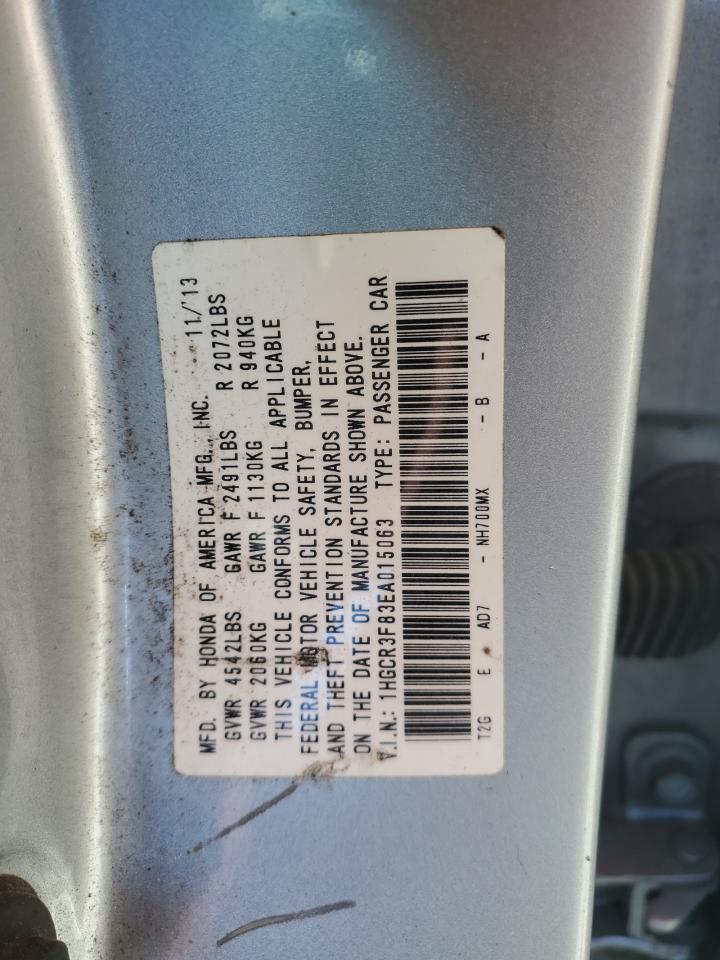 MFD. BY HONDA OF AMERICA MFG., INC. 11/'13
GVWR 4542LBS GAWR F 2491LBS R 2072LBS
GVWR 2060KG GAWR F 1130KG R 940KG
THIS VEHICLE CONFORMS TO ALL APPLICABLE
FEDERAL MOTOR VEHICLE SAFETY, BUMPER,
AND THEFT PREVENTION STANDARDS IN EFFECT
ON THE DATE OF MANUFACTURE SHOWN ABOVE.
V.I.N.: 1HGCR3F83EA015063 TYPE: PASSENGER CAR
T2G E AD7 - NH700MX - B - A